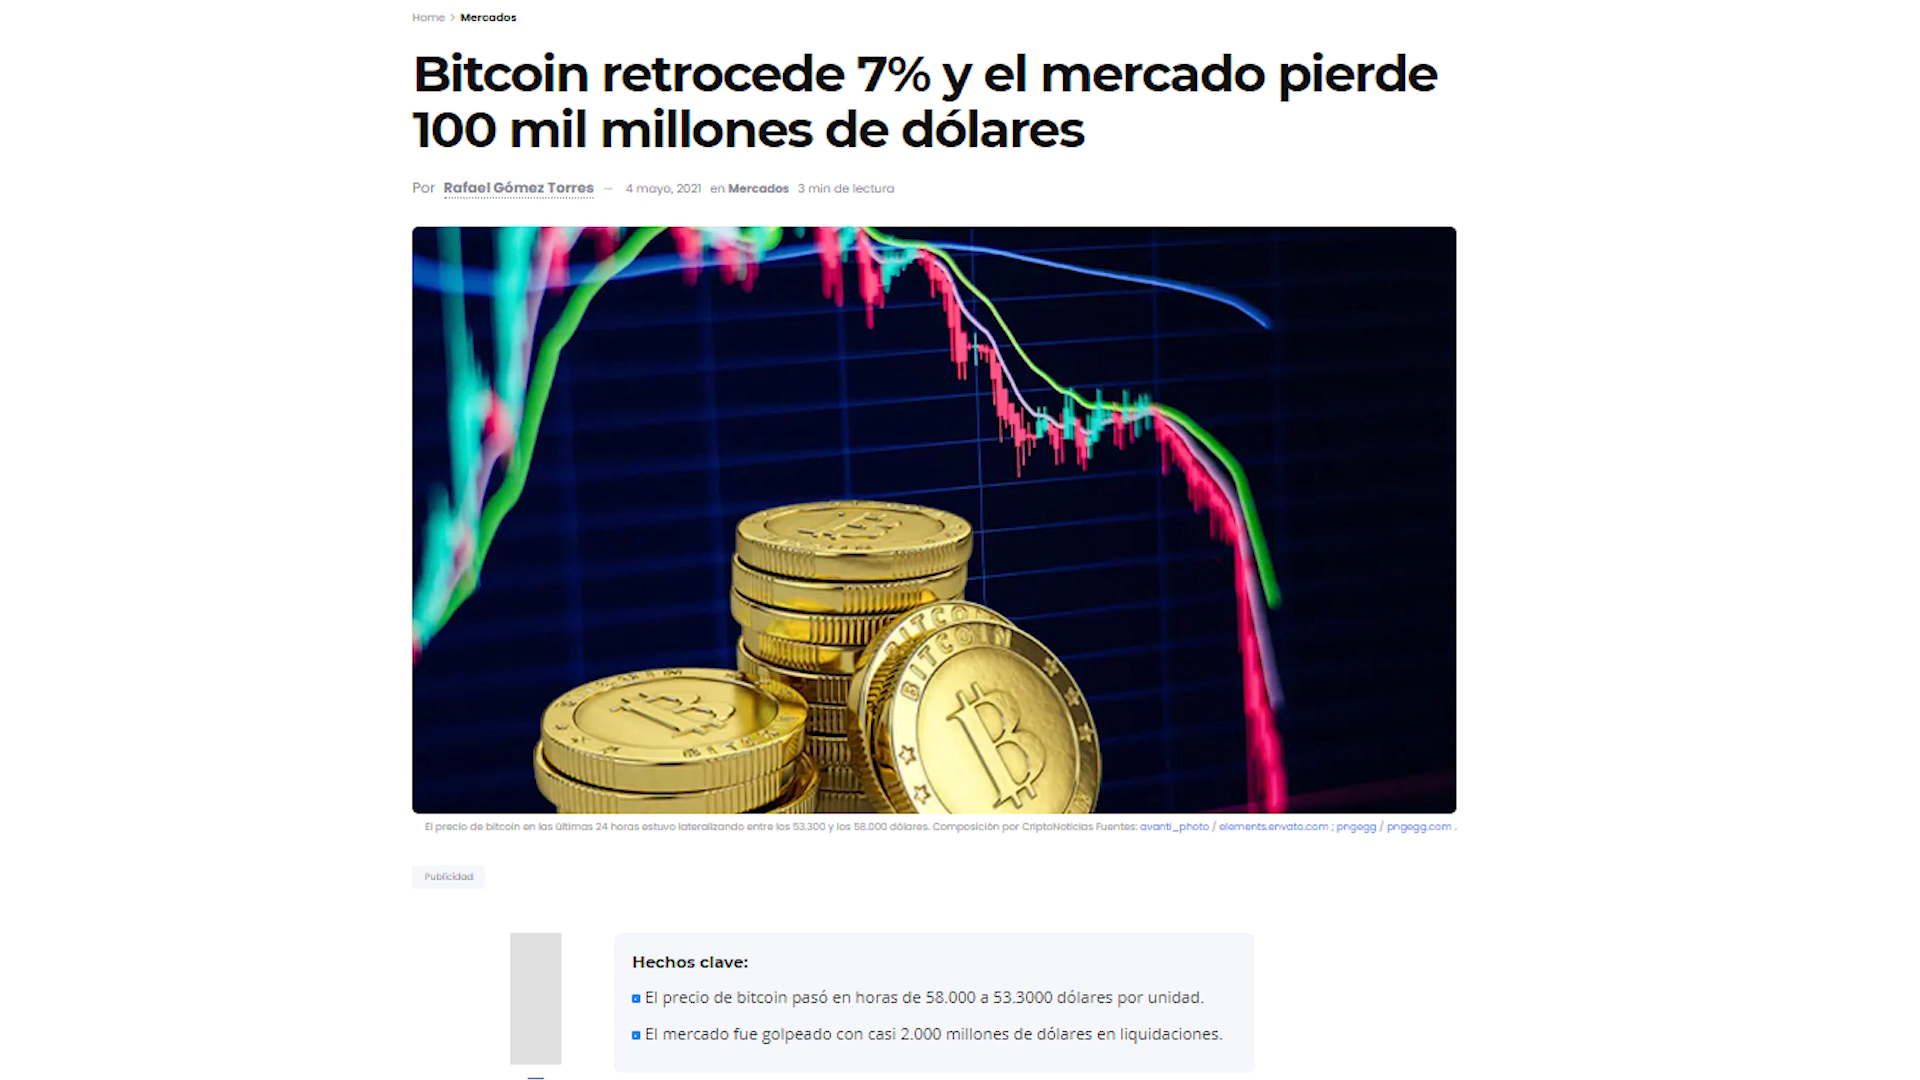 Home > Mercados
Bitcoin retrocede 7% y el mercado pierde
100 mil millones de dólares
Por Rafael Gómez Torres — 4 mayo, 2021 en Mercados 3 min de lectura
BITCOIN
BITCOIN
BITCOIN
El precio de bitcoin en las últimas 24 horas estuvo lateralizando entre los 53.300 y los 58.000 dólares. Composición por CriptoNoticias Fuentes: avanti_photo / elements.envato.com ; pngegg / pngegg.com .
Publicidad
Hechos clave:
El precio de bitcoin pasó en horas de 58.000 a 53.3000 dólares por unidad.
El mercado fue golpeado con casi 2.000 millones de dólares en liquidaciones.